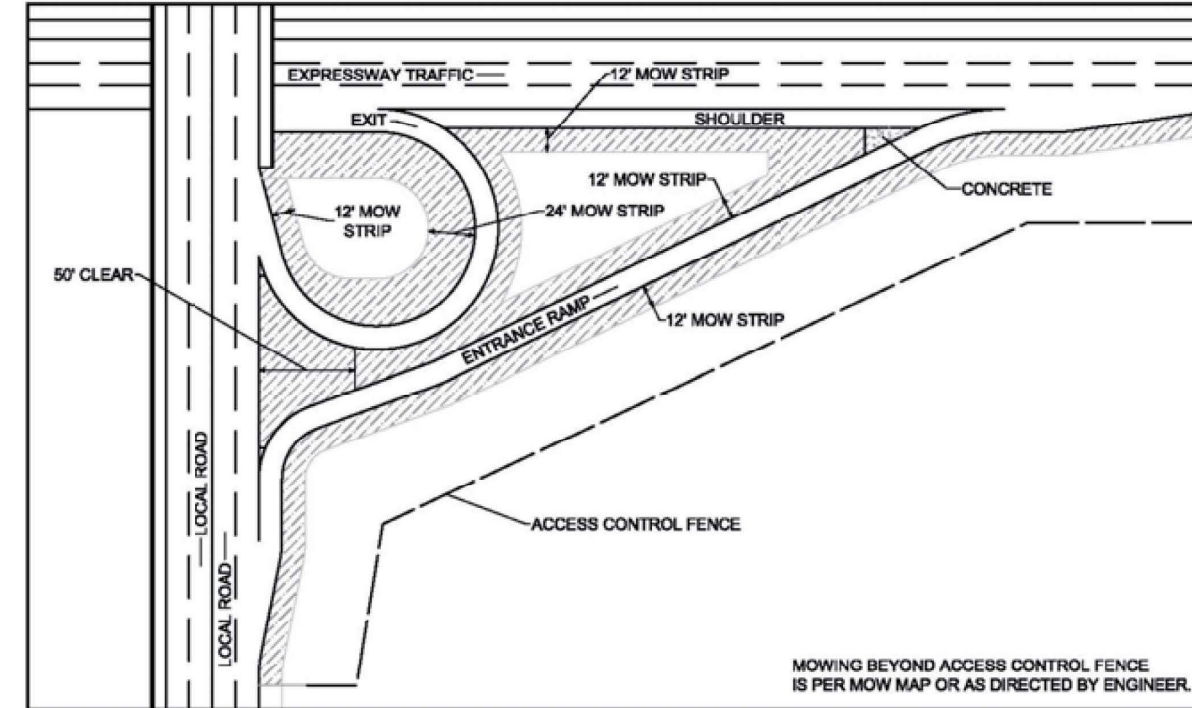 EXPRESSWAY TRAFFIC
12' MOW STRIP
EXIT
SHOULDER
12' MOW STRIP
CONCRETE
12' MOW
STRIP
24' MOW STRIP
50' CLEAR
ENTRANCE RAMP
12' MOW STRIP
LOCAL ROAD
ACCESS CONTROL FENCE
LOCAL ROAD
MOWING BEYOND ACCESS CONTROL FENCE
IS PER MOW MAP OR AS DIRECTED BY ENGINEER.